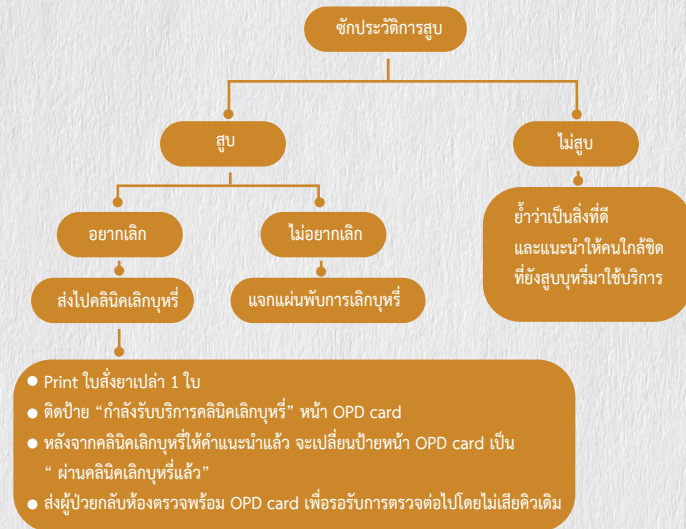 ซักประวัติการสูบ
สูบ
ไม่สูบ
อยากเลิก
ไม่อยากเลิก
ย้ำว่าเป็นสิ่งที่ดี
และแนะนำให้คนใกล้ชิด
ที่ยังสูบบุหรี่มาใช้บริการ
ส่งไปคลินิคเลิกบุหรี่
แจกแผ่นพับการเลิกบุหรี่
● Print ใบสั่งยาเปล่า 1 ใบ
● ติดป้าย “กำลังรับบริการคลินิคเลิกบุหรี่” หน้า OPD card
● หลังจากคลินิคเลิกบุหรี่ให้คำแนะนำแล้ว จะเปลี่ยนป้ายหน้า OPD card เป็น
“ ผ่านคลินิคเลิกบุหรี่แล้ว”
● ส่งผู้ป่วยกลับห้องตรวจพร้อม OPD card เพื่อรอรับการตรวจต่อไปโดยไม่เสียคิวเดิม